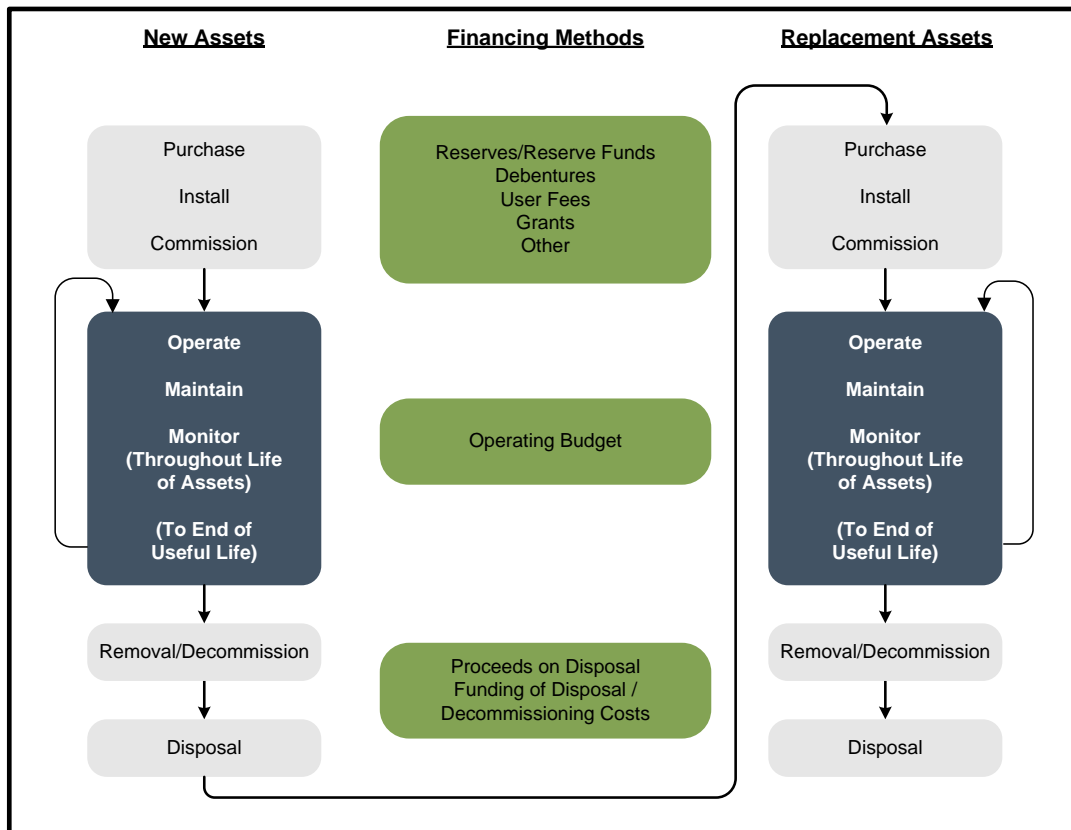 New Assets
Financing Methods
Replacement Assets
Purchase
Install
Commission
Operate
Maintain
Monitor
(Throughout Life
of Assets)
(To End of
Useful Life)
Removal/Decommission
Disposal
Reserves/Reserve Funds
Debentures
User Fees
Grants
Other
Operating Budget
Proceeds on Disposal
Funding of Disposal /
Decommissioning Costs
Purchase
Install
Commission
Operate
Maintain
Monitor
(Throughout Life
of Assets)
(To End of
Useful Life)
Removal/Decommission
Disposal